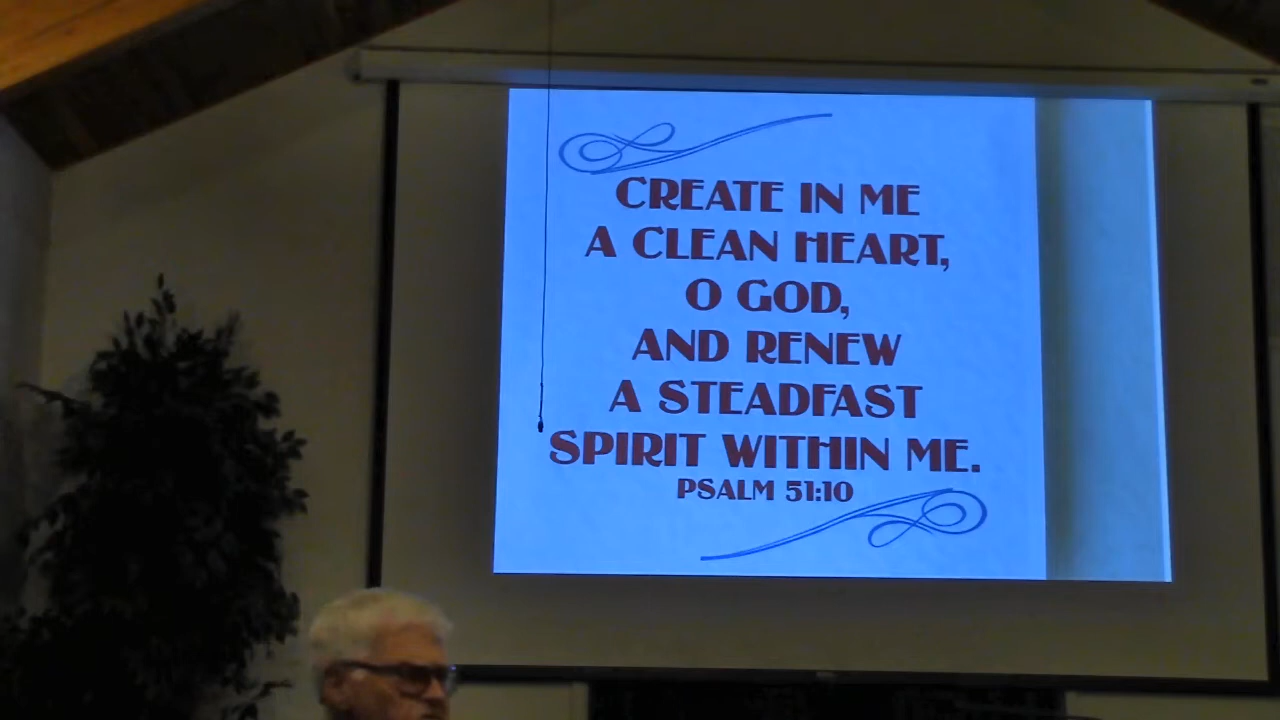 CREATE IN ME
A CLEAN HEART,
O GOD,
AND RENEW
A STEADFAST
SPIRIT WITHIN ME.
PSALM 51:10